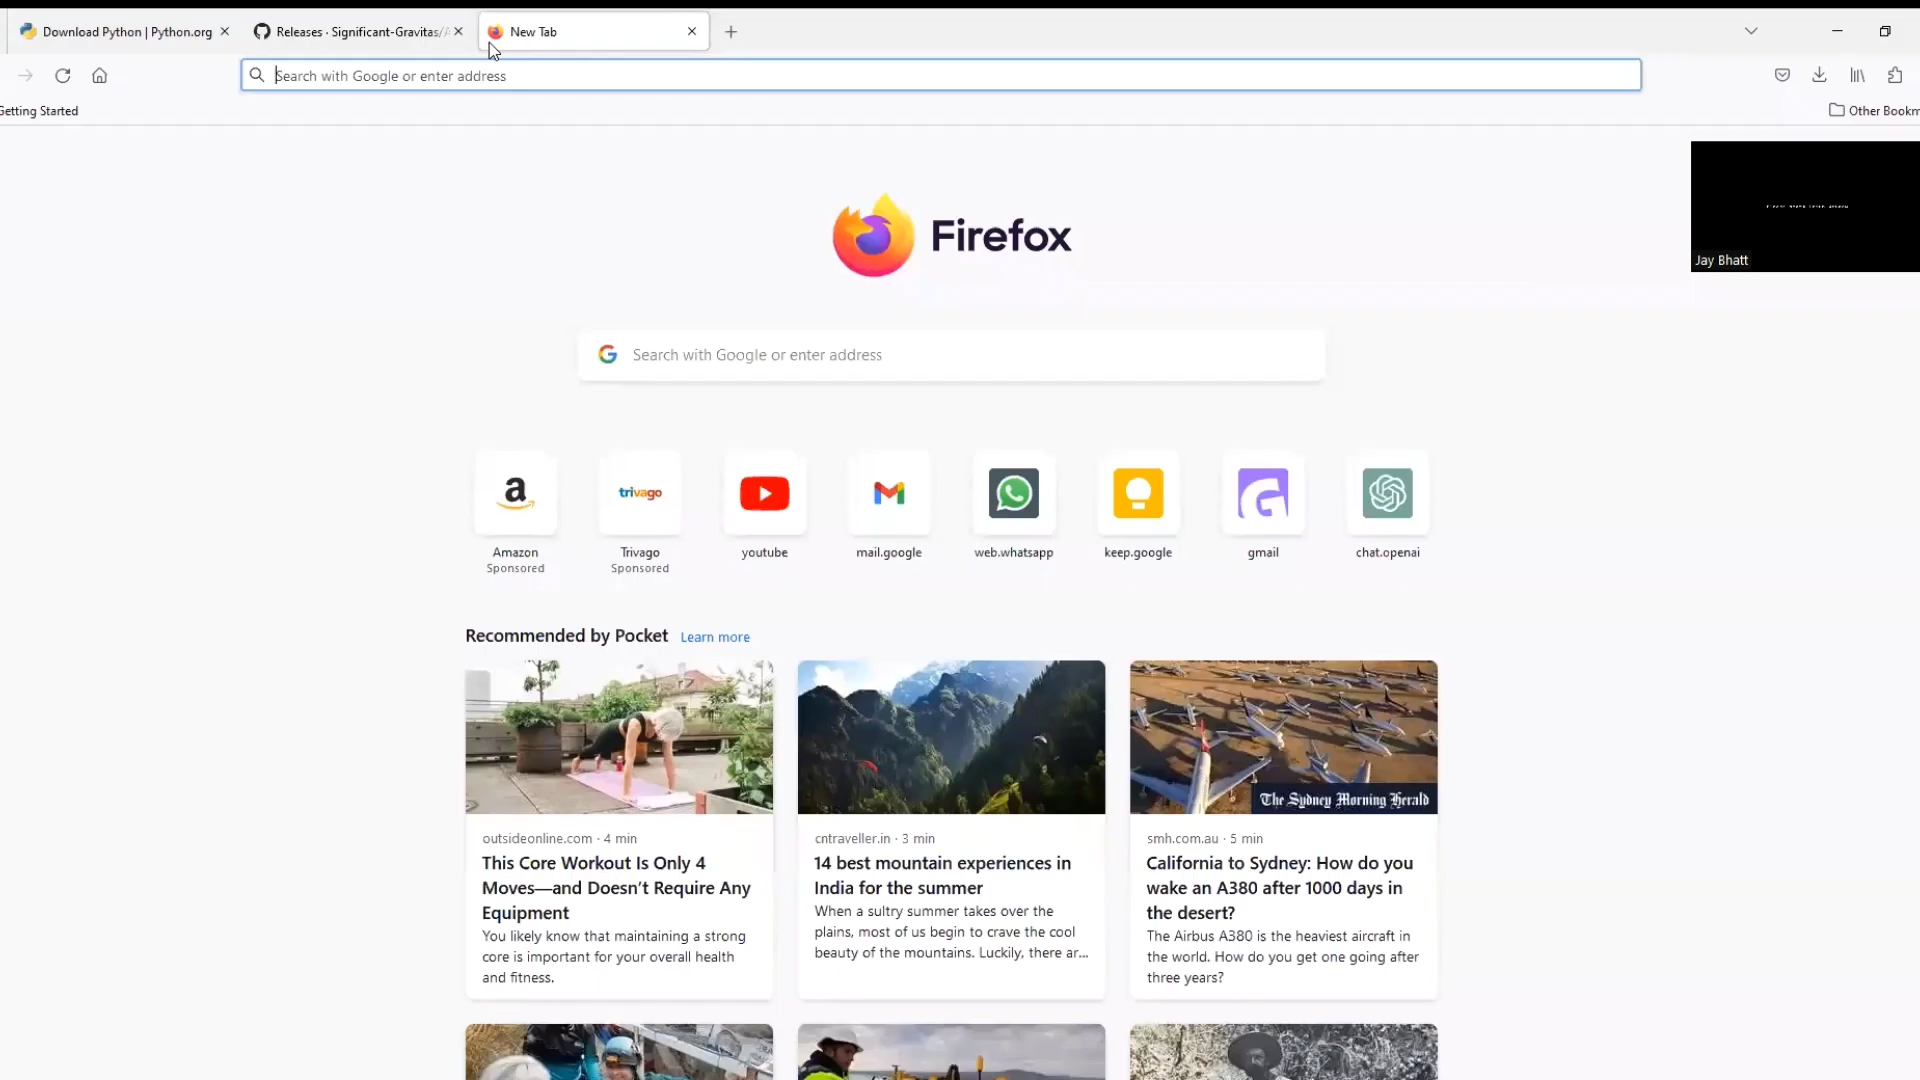 Download Python | Python.org
Releases · Significant-Gravitas/
New Tab
Search with Google or enter address
Getting Started
Other Bookm
Jay Bhatt
Firefox
Search with Google or enter address
trivago
Amazon
Sponsored
Trivago
Sponsored
youtube
mail.google
web.whatsapp
keep.google
gmail
chat.openai
Recommended by Pocket Learn more
The Sydney Morning Herald
outsideonline.com · 4 min
This Core Workout Is Only 4
Moves—and Doesn't Require Any
Equipment
You likely know that maintaining a strong
core is important for your overall health
and fitness.
cntraveller.in · 3 min
14 best mountain experiences in
India for the summer
When a sultry summer takes over the
plains, most of us begin to crave the cool
beauty of the mountains. Luckily, there ar...
smh.com.au · 5 min
California to Sydney: How do you
wake an A380 after 1000 days in
the desert?
The Airbus A380 is the heaviest aircraft in
the world. How do you get one going after
three years?